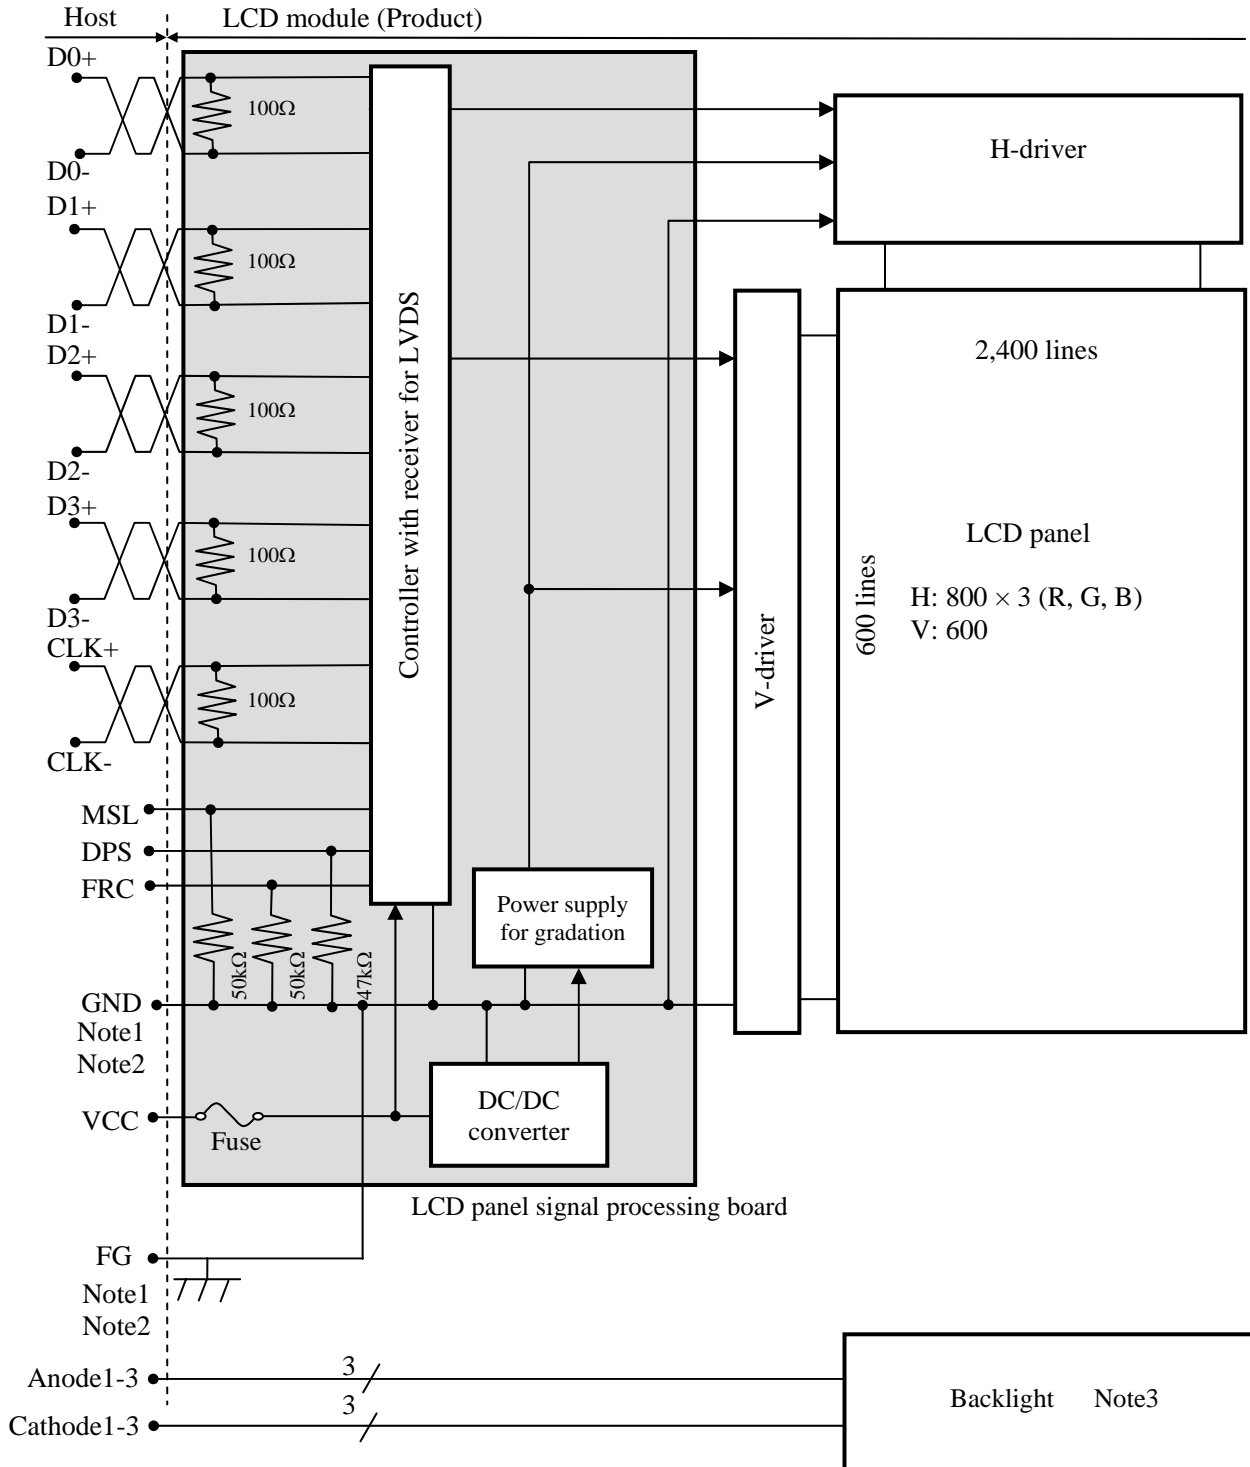 Host
LCD module (Product)
D0+
100Ω
D0-
D1+
100Ω
D1-
D2+
100Ω
D2-
D3+
100Ω
D3-
CLK+
100Ω
CLK-
MSL
DPS
FRC
50kΩ
50kΩ
47kΩ
GND
Note1
Note2
VCC
Fuse
Controller with receiver for LVDS
Power supply
for gradation
DC/DC
converter
LCD panel signal processing board
H-driver
V-driver
2,400 lines
600 lines
LCD panel
H: 800 × 3 (R, G, B)
V: 600
FG
Note1
Note2
Anode1-3
3
Cathode1-3
3
Backlight Note3